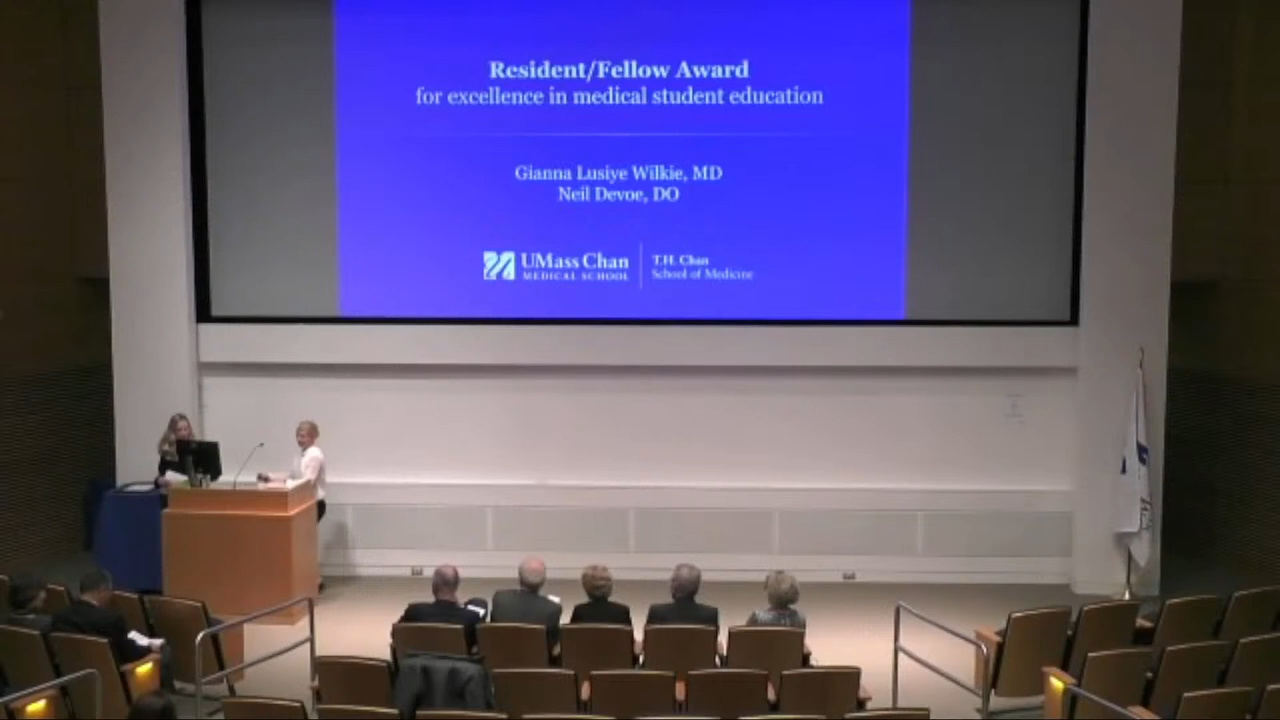 Resident/Fellow Award
for excellence in medical student education
Gianna Lusiye Wilkie, MD
Neil Devoe, DO
UMass Chan
MEDICAL SCHOOL
T.H. Chan
School of Medicine